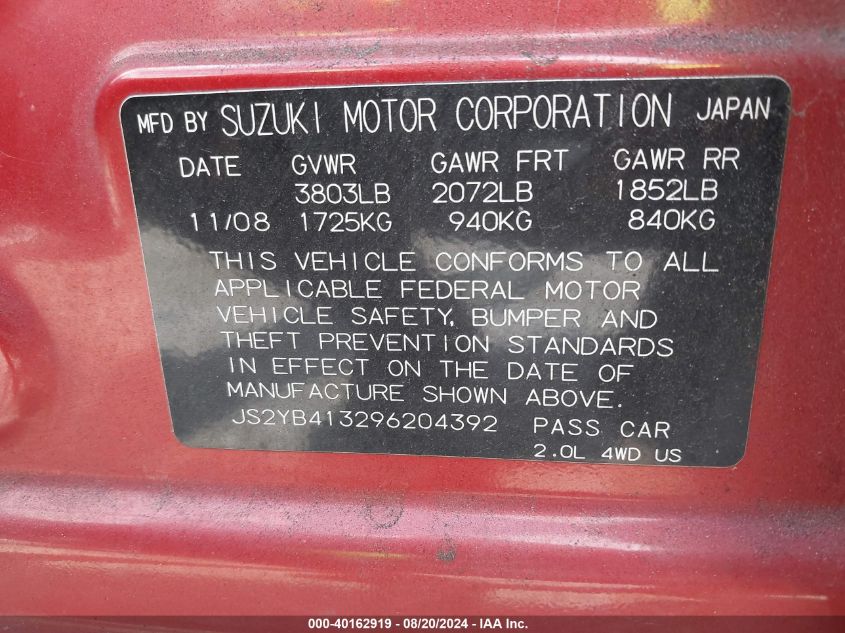 MFD BY SUZUKI MOTOR CORPORATION JAPAN
DATE GVWR GAWR FRT GAWR RR
3803LB 2072LB 1852LB
11/08 1725KG 940KG 840KG
THIS VEHICLE CONFORMS TO ALL
APPLICABLE FEDERAL MOTOR
VEHICLE SAFETY, BUMPER AND
THEFT PREVENTION STANDARDS
IN EFFECT ON THE DATE OF
MANUFACTURE SHOWN ABOVE.
JS2YB413296204392 PASS CAR
2.0L 4WD US
000-40162919 - 08/20/2024 - IAA Inc.